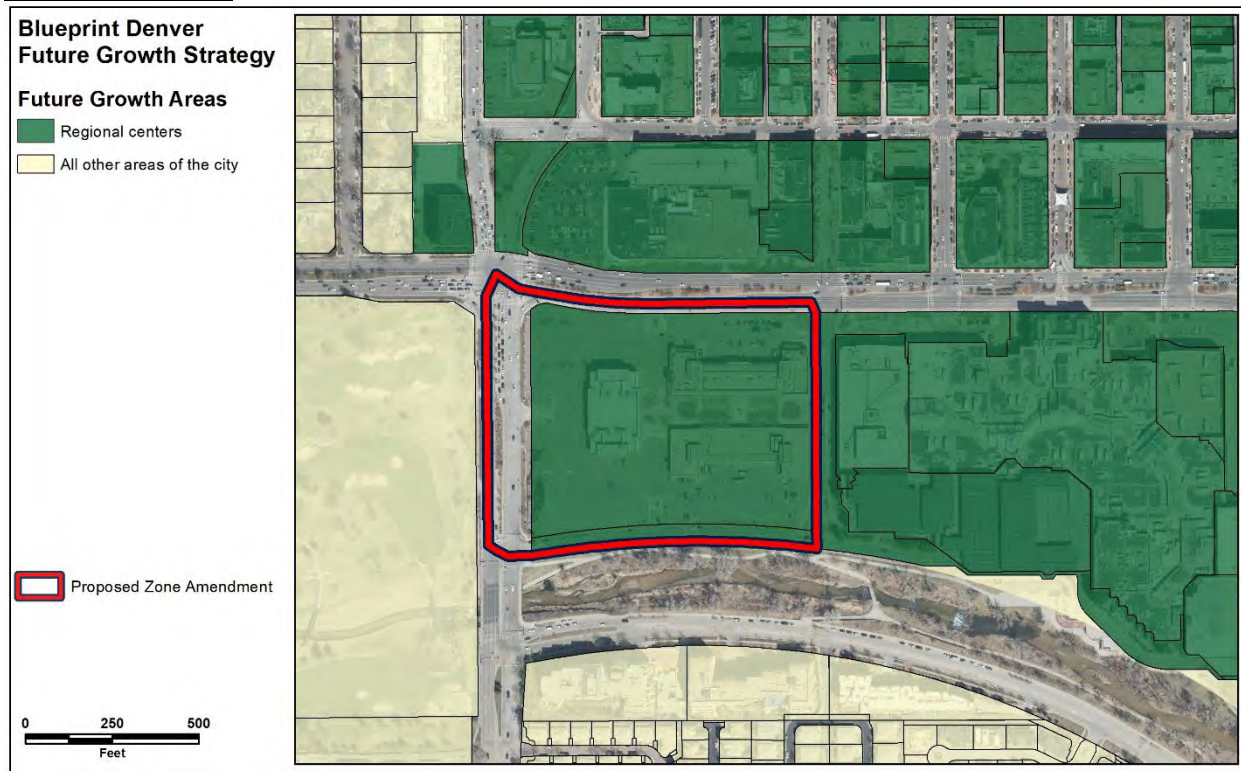 Blueprint Denver
Future Growth Strategy
Future Growth Areas
Regional centers
All other areas of the city
Proposed Zone Amendment
0 250 500
Feet